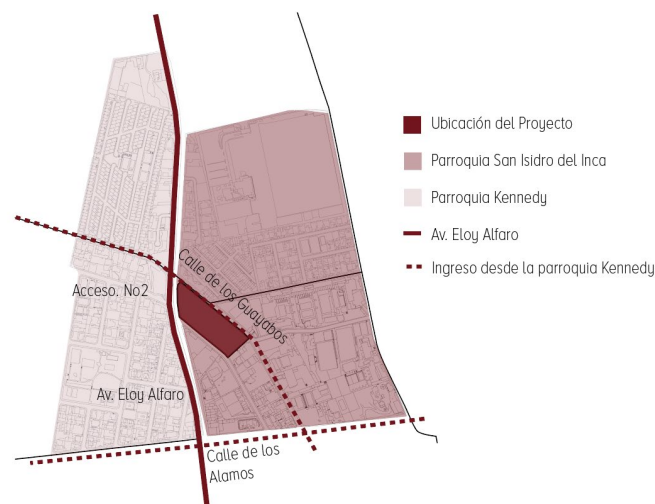 Ubicación del Proyecto
Parroquia San Isidro del Inca
Parroquia Kennedy
Av. Eloy Alfaro
Ingreso desde la parroquia Kennedy
Calle de los Guayabos
Acceso. No2
Av. Eloy Alfaro
Calle de los
Alamos